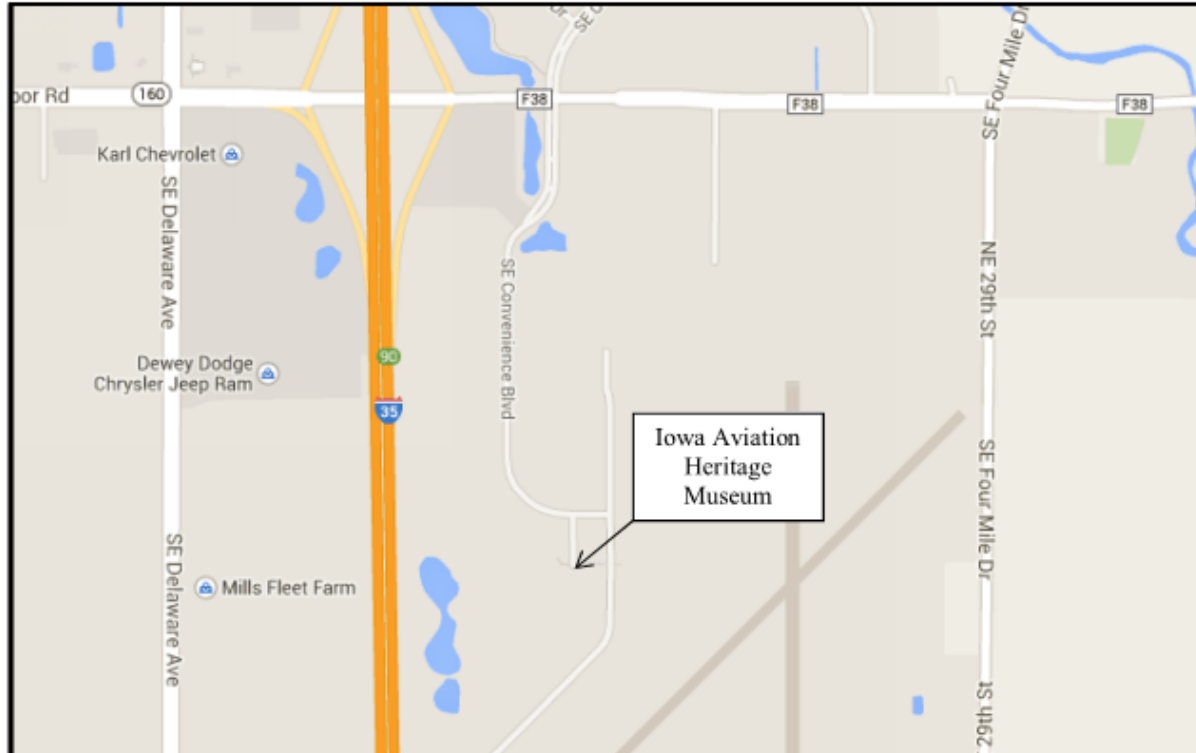 SE
Dr
SE Four Mile Dr
oor Rd
160
F38
F38
F38
Karl Chevrolet
SE Delaware Ave
SE Convenience Blvd
NE 29th St
90
Dewey Dodge
Chrysler Jeep Ram
35
Iowa Aviation
Heritage
Museum
SE Four Mile Dr
SE Delaware Ave
Mills Fleet Farm
29th St